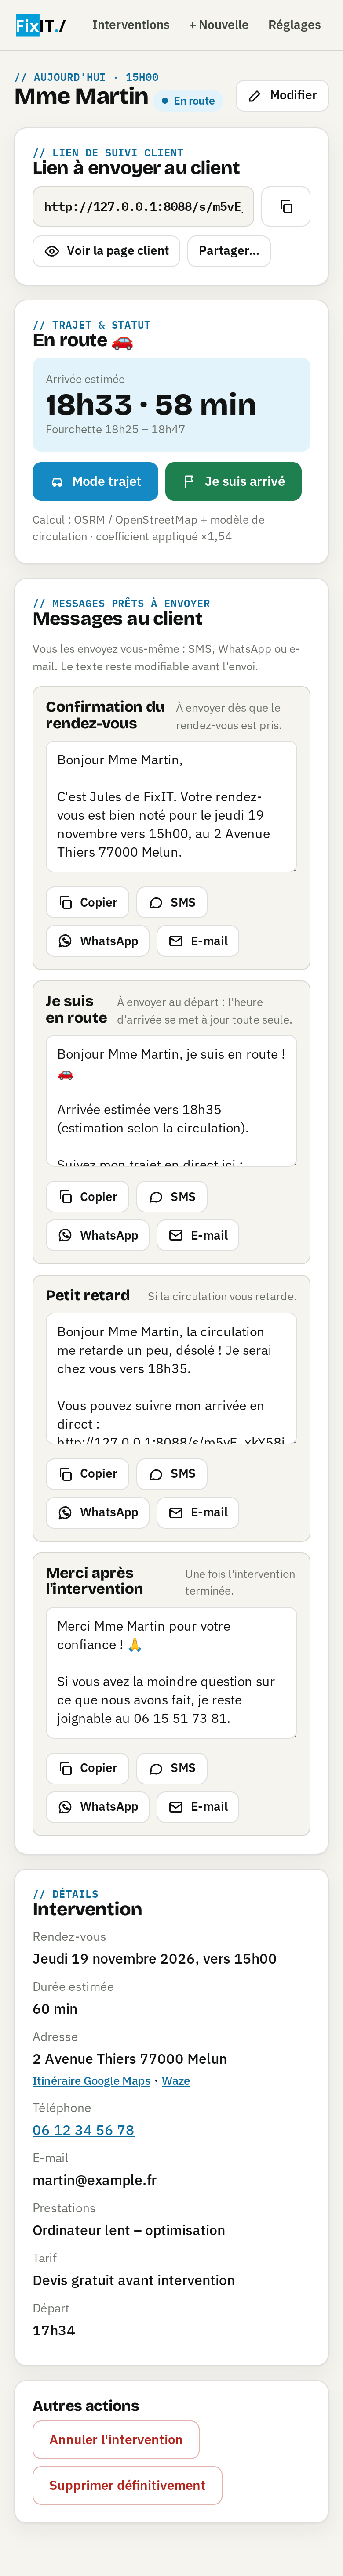 FixIT./ Interventions + Nouvelle Réglages
// AUJOURD'HUI · 15H00
Mme Martin En route Modifier
// LIEN DE SUIVI CLIENT
Lien à envoyer au client
http://127.0.0.1:8088/s/m5vE_
Voir la page client Partager…
// TRAJET & STATUT
En route 🚗
Arrivée estimée
18h33 · 58 min
Fourchette 18h25 – 18h47
Mode trajet Je suis arrivé
Calcul : OSRM / OpenStreetMap + modèle de
circulation · coefficient appliqué ×1,54
// MESSAGES PRÊTS À ENVOYER
Messages au client
Vous les envoyez vous-même : SMS, WhatsApp ou e-
mail. Le texte reste modifiable avant l'envoi.
Confirmation du
rendez-vous
À envoyer dès que le
rendez-vous est pris.
Bonjour Mme Martin,
C'est Jules de FixIT. Votre rendez-
vous est bien noté pour le jeudi 19
novembre vers 15h00, au 2 Avenue
Thiers 77000 Melun.
Copier SMS
WhatsApp E-mail
Je suis
en route
À envoyer au départ : l'heure
d'arrivée se met à jour toute seule.
Bonjour Mme Martin, je suis en route !
🚗
Arrivée estimée vers 18h35
(estimation selon la circulation).
Suivez mon trajet en direct ici :
Copier SMS
WhatsApp E-mail
Petit retard Si la circulation vous retarde.
Bonjour Mme Martin, la circulation
me retarde un peu, désolé ! Je serai
chez vous vers 18h35.
Vous pouvez suivre mon arrivée en
direct :
http://127.0.0.1:8088/s/m5vE_xkY58i
Copier SMS
WhatsApp E-mail
Merci après
l'intervention
Une fois l'intervention
terminée.
Merci Mme Martin pour votre
confiance ! 🙏
Si vous avez la moindre question sur
ce que nous avons fait, je reste
joignable au 06 15 51 73 81.
Copier SMS
WhatsApp E-mail
// DÉTAILS
Intervention
Rendez-vous
Jeudi 19 novembre 2026, vers 15h00
Durée estimée
60 min
Adresse
2 Avenue Thiers 77000 Melun
Itinéraire Google Maps · Waze
Téléphone
06 12 34 56 78
E-mail
martin@example.fr
Prestations
Ordinateur lent – optimisation
Tarif
Devis gratuit avant intervention
Départ
17h34
Autres actions
Annuler l'intervention
Supprimer définitivement